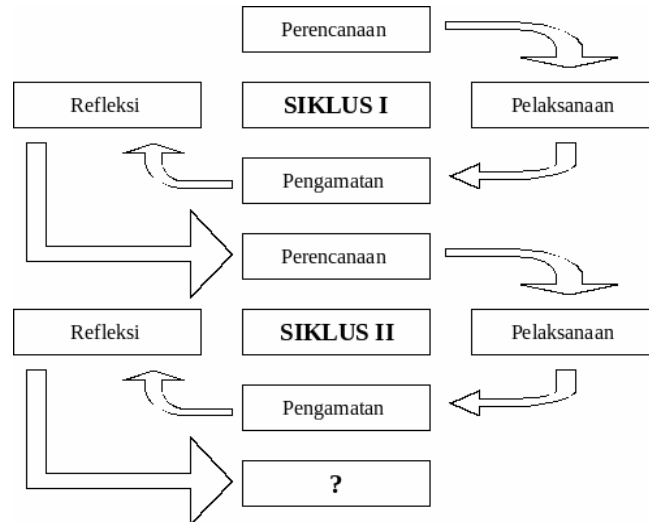 Perencanaan
Refleksi
SIKLUS I
Pelaksanaan
Pengamatan
Perencanaan
Refleksi
SIKLUS II
Pelaksanaan
Pengamatan
?